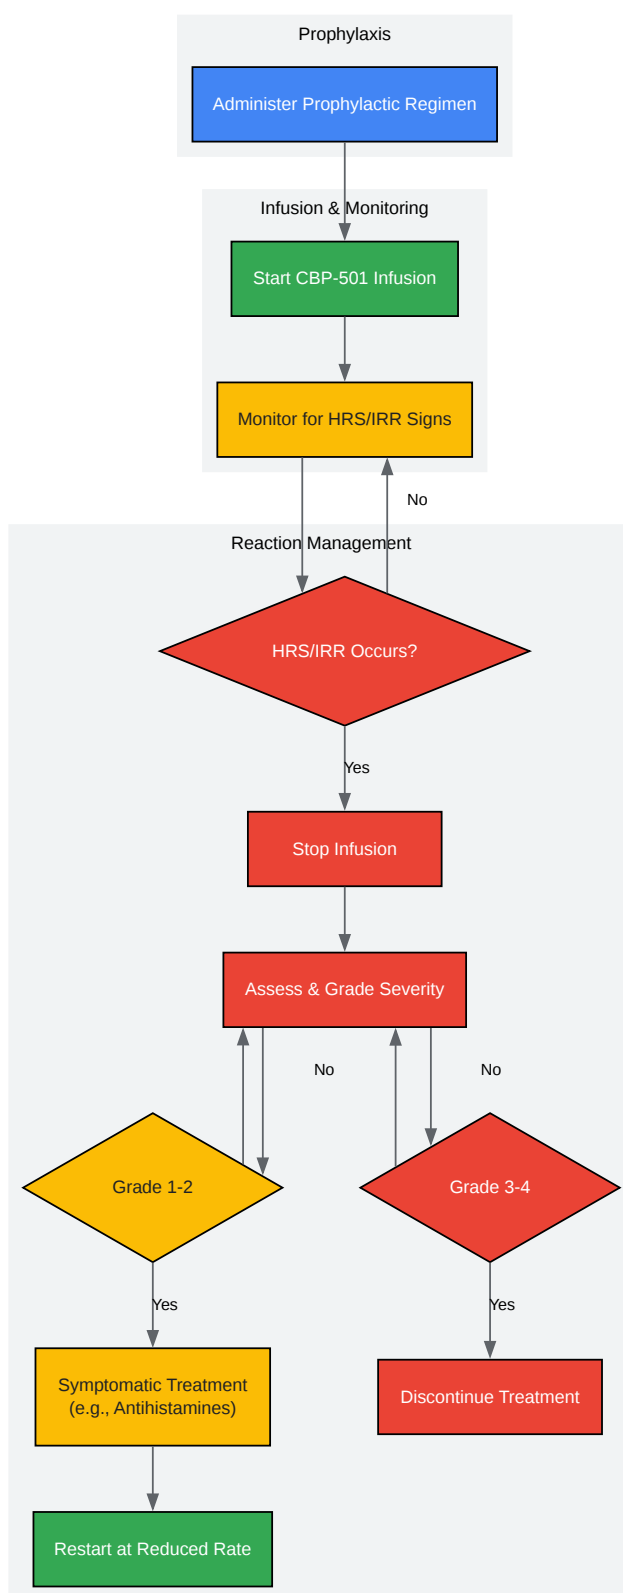 Prophylaxis
Administer Prophylactic Regimen
Infusion & Monitoring
Start CBP-501 Infusion
Monitor for HRS/IRR Signs
No
Reaction Management
HRS/IRR Occurs?
Yes
Stop Infusion
Assess & Grade Severity
No
No
Grade 1-2
Grade 3-4
Yes
Yes
Symptomatic Treatment
(e.g., Antihistamines)
Discontinue Treatment
Restart at Reduced Rate